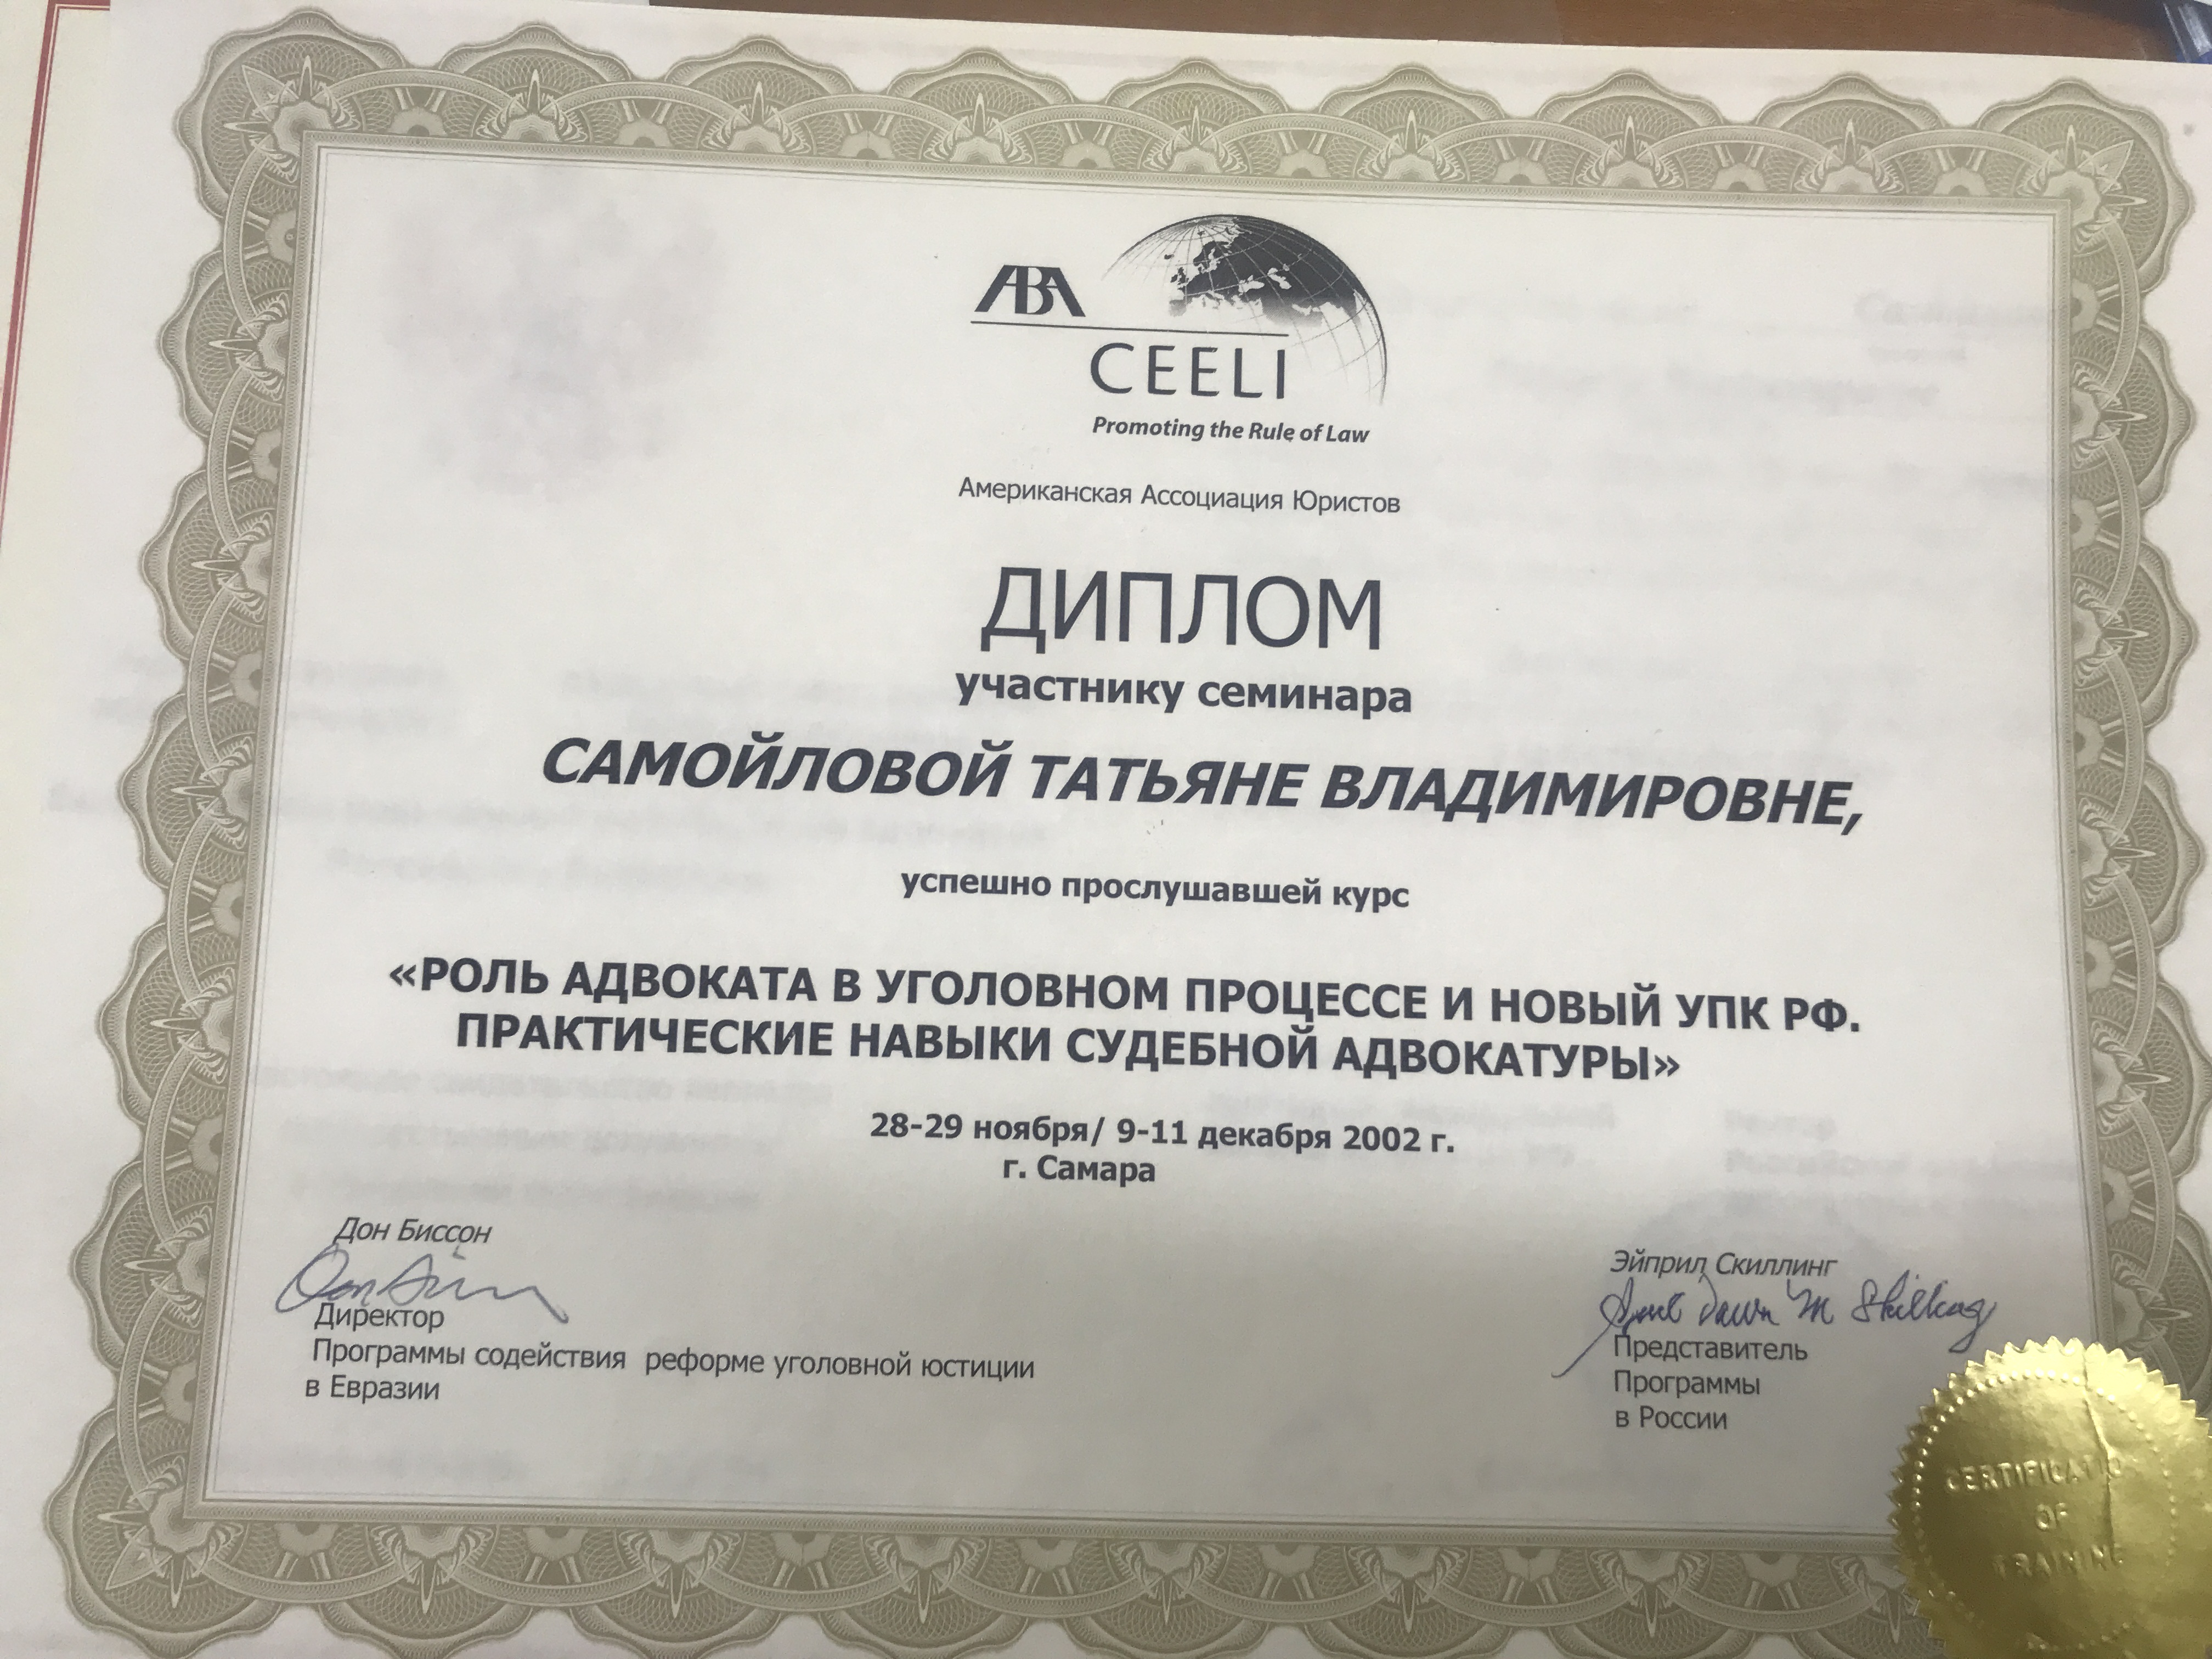 ABA
CEELI
Promoting the Rule of Law
Американская Ассоциация Юристов
ДИПЛОМ
участнику семинара
САМОЙЛОВОЙ ТАТЬЯНЕ ВЛАДИМИРОВНЕ,
успешно прослушавшей курс
«РОЛЬ АДВОКАТА В УГОЛОВНОМ ПРОЦЕССЕ И НОВЫЙ УПК РФ.
ПРАКТИЧЕСКИЕ НАВЫКИ СУДЕБНОЙ АДВОКАТУРЫ»
28-29 ноября/ 9-11 декабря 2002 г.
г. Самара
Дон Биссон
Директор
Программы содействия реформе уголовной юстиции
в Евразии
Эйприл Скиллинг
Представитель
Программы
в России
OF
TRAINING